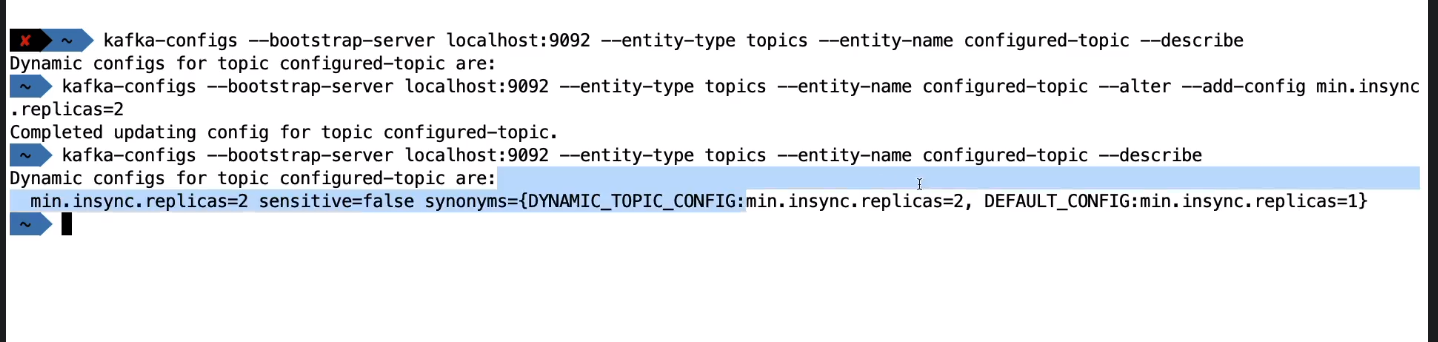 ✘ ~ kafka-configs --bootstrap-server localhost:9092 --entity-type topics --entity-name configured-topic --describe
Dynamic configs for topic configured-topic are:
~ kafka-configs --bootstrap-server localhost:9092 --entity-type topics --entity-name configured-topic --alter --add-config min.insync
.replicas=2
Completed updating config for topic configured-topic.
~ kafka-configs --bootstrap-server localhost:9092 --entity-type topics --entity-name configured-topic --describe
Dynamic configs for topic configured-topic are:
min.insync.replicas=2 sensitive=false synonyms={DYNAMIC_TOPIC_CONFIG:min.insync.replicas=2, DEFAULT_CONFIG:min.insync.replicas=1}
~